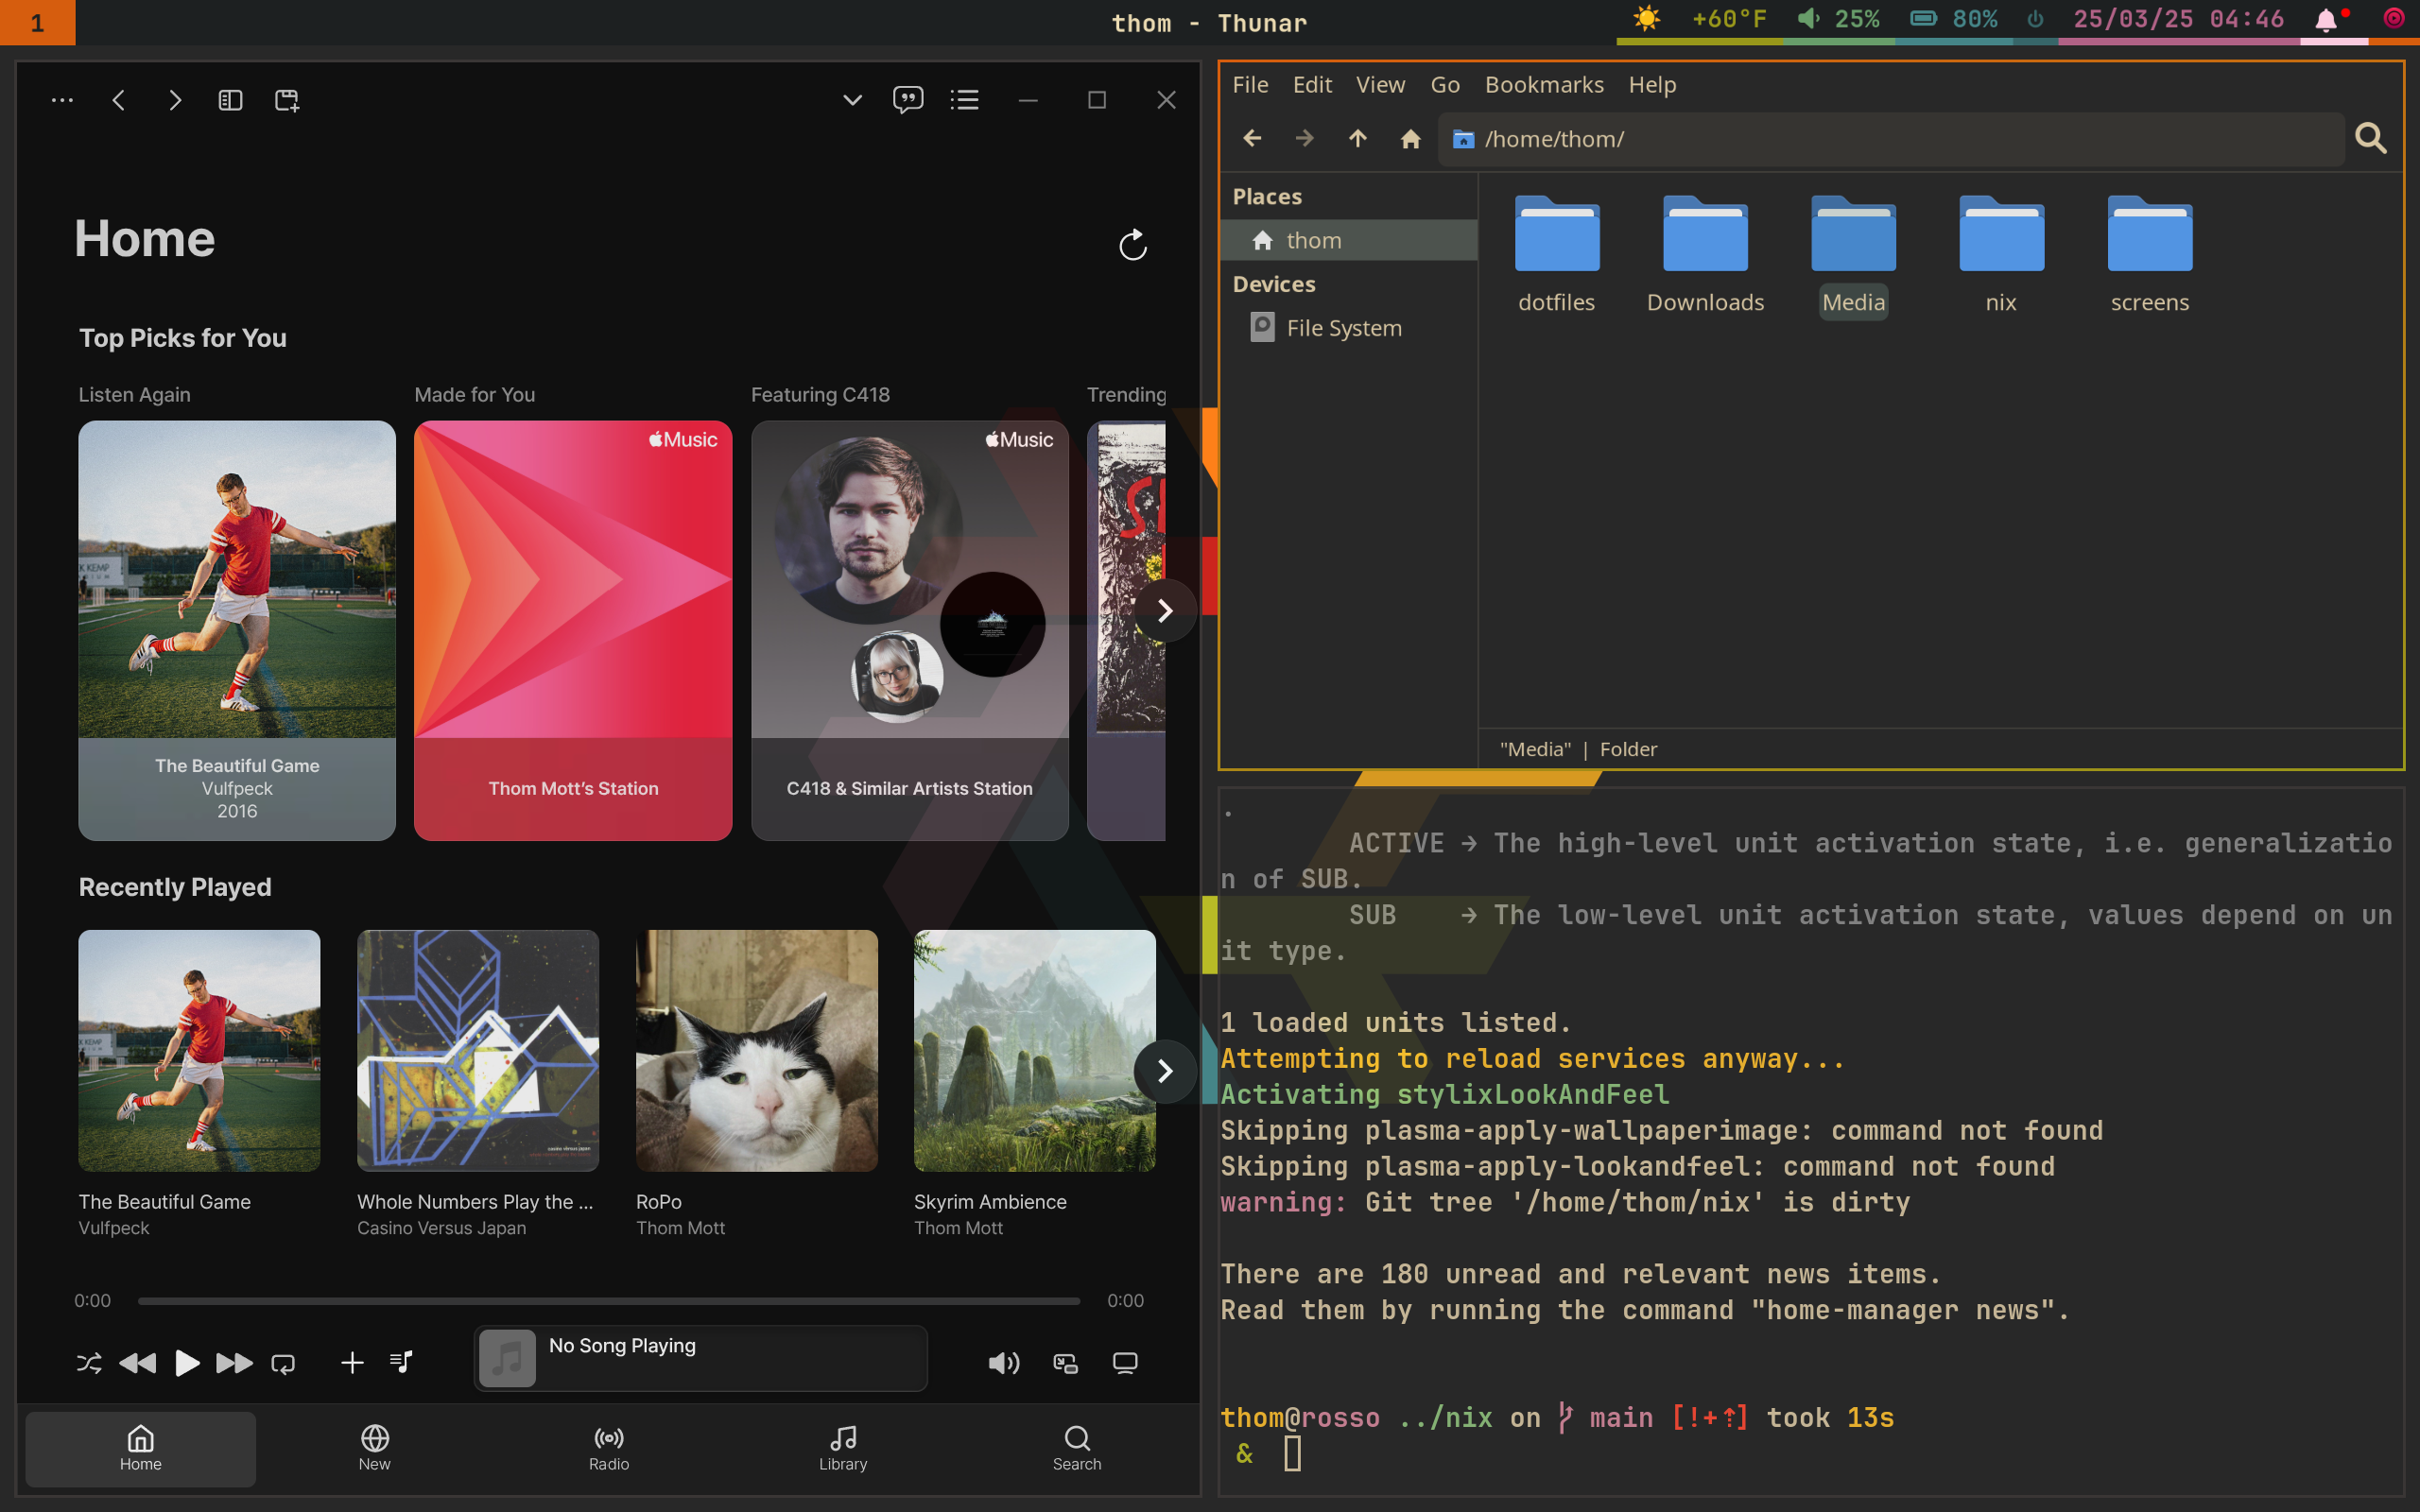 1
thom - Thunar
+60°F
25%
80%
25/03/25 04:46
Home
Top Picks for You
Listen Again
Made for You
Featuring C418
Trending
Music
Music
K KEMP
The Beautiful Game
Vulfpeck
2016
Thom Mott’s Station
C418 & Similar Artists Station
Recently Played
K KEMP
The Beautiful Game
Vulfpeck
Whole Numbers Play the ...
Casino Versus Japan
RoPo
Thom Mott
Skyrim Ambience
Thom Mott
0:00
0:00
No Song Playing
Home
New
Radio
Library
Search
File Edit View Go Bookmarks Help
/home/thom/
Places
thom
Devices
File System
dotfiles
Downloads
Media
nix
screens
"Media" | Folder
.
ACTIVE → The high-level unit activation state, i.e. generalizatio
n of SUB.
SUB → The low-level unit activation state, values depend on un
it type.
1 loaded units listed.
Attempting to reload services anyway...
Activating stylixLookAndFeel
Skipping plasma-apply-wallpaperimage: command not found
Skipping plasma-apply-lookandfeel: command not found
warning: Git tree '/home/thom/nix' is dirty
There are 180 unread and relevant news items.
Read them by running the command "home-manager news".
thom@rosso ../nix on main [!+⇡] took 13s
&